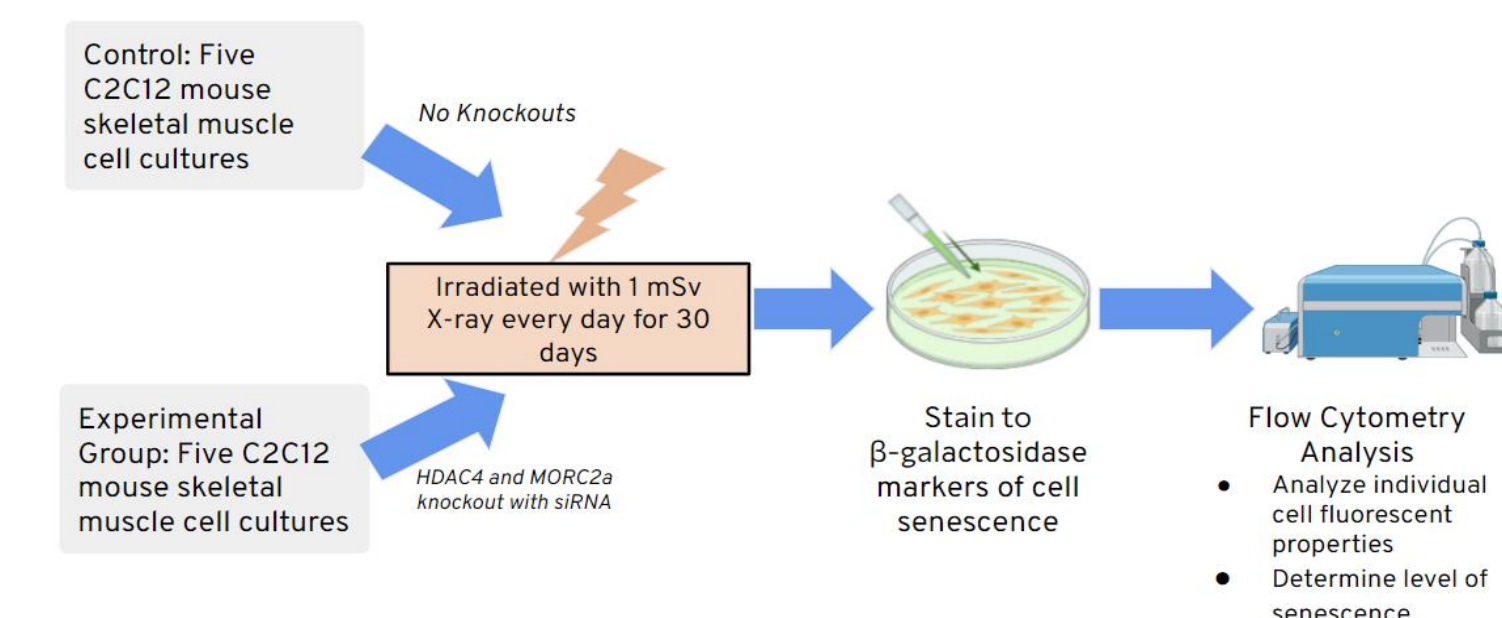 Control: Five
C2C12 mouse
skeletal muscle
cell cultures
No Knockouts
Irradiated with 1 mSv
X-ray every day for 30
days
Experimental
Group: Five C2C12
mouse skeletal
muscle cell cultures
HDAC4 and MORC2a
knockout with siRNA
Stain to
β-galactosidase
markers of cell
senescence
Flow Cytometry
Analysis
● Analyze individual
cell fluorescent
properties
● Determine level of
senescence